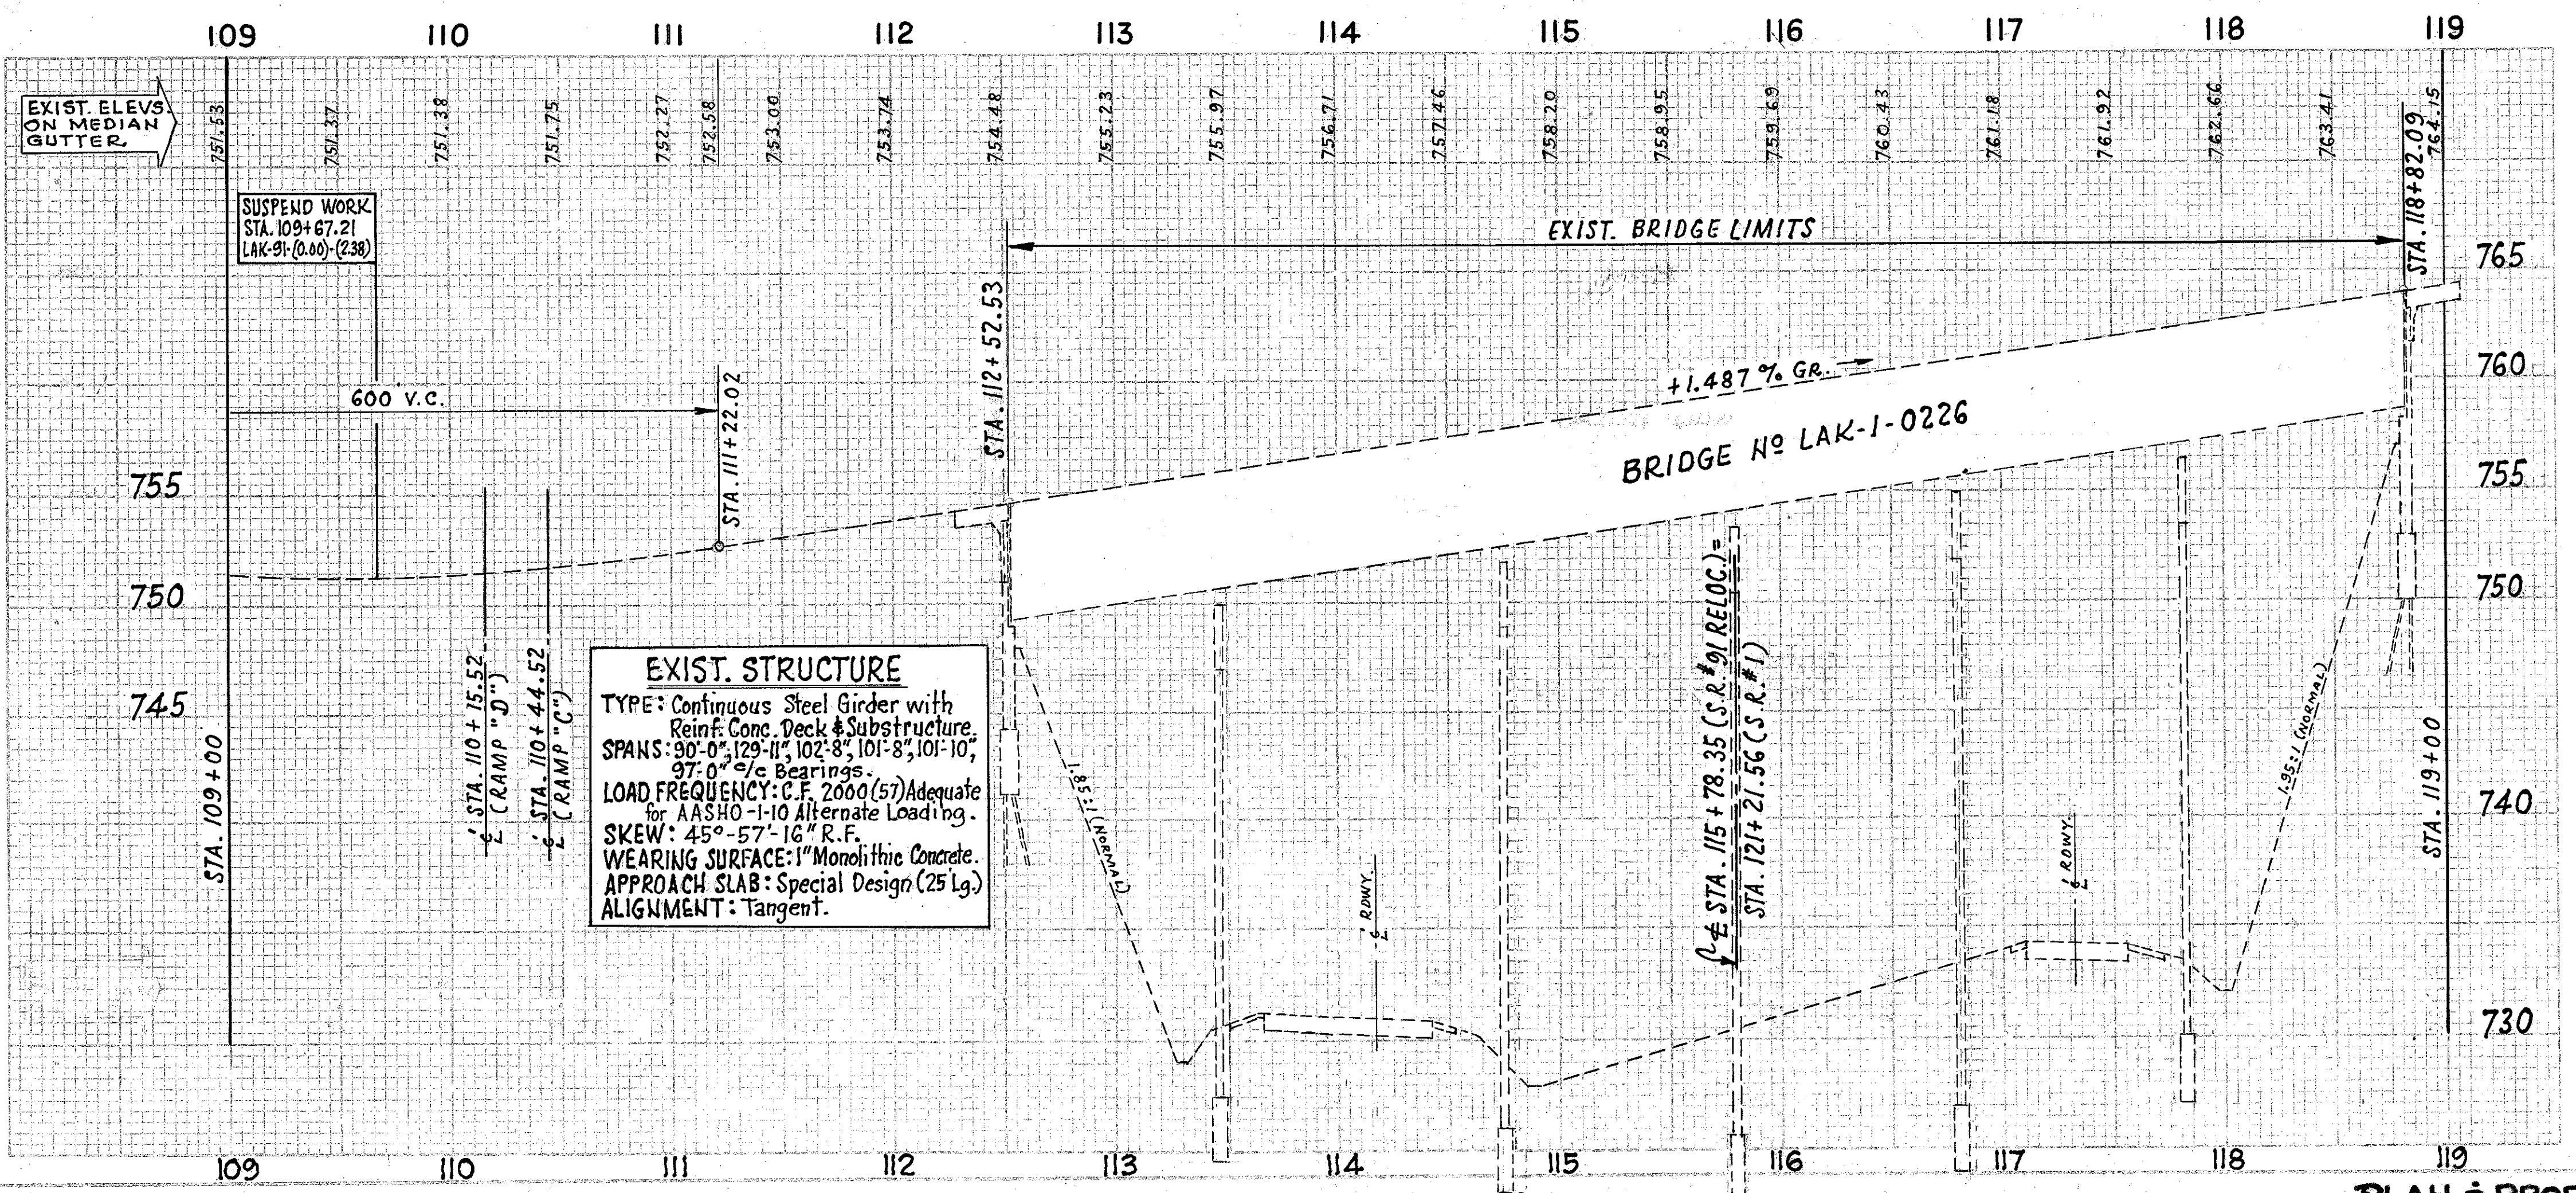 109 110 111 112 113 114 115 116 117 118 119
EXIST. ELEVS.
ON MEDIAN
GUTTER
751.53
751.37
751.38
751.75
752.27
752.58
753.00
753.74
754.48
755.23
755.97
756.71
757.46
758.20
758.95
759.69
760.43
761.18
761.92
762.66
763.41
764.15
SUSPEND WORK
STA. 109+67.21
LAK-91-(0.00)-(2.38)
600' V.C.
STA. 111+22.02
STA. 112+52.53
EXIST. BRIDGE LIMITS
STA. 118+82.09
+1.487 % GR.
BRIDGE Nº LAK-1-0226
755
750
745
765
760
755
750
740
730
STA. 109+00
℄ STA. 110+15.52
(RAMP "D")
℄ STA. 110+44.52
(RAMP "C")
EXIST. STRUCTURE
TYPE: Continuous Steel Girder with
Reinf. Conc. Deck & Substructure.
SPANS: 90'-0", 129'-11", 102'-8", 101'-8", 101'-10",
97'-0" c/c Bearings.
LOAD FREQUENCY: C.F. 2000 (57) Adequate
for AASHO-1-10 Alternate Loading.
SKEW: 45°-57'-16" R.F.
WEARING SURFACE: 1" Monolithic Concrete.
APPROACH SLAB: Special Design (25' Lg.)
ALIGNMENT: Tangent.
1.85:1 (NORMAL)
℄ RDWY.
℄ STA. 115+78.35 (S.R. #91 RELOC.) =
STA. 121+21.56 (S.R. #1)
℄ RDWY.
1.95:1 (NORMAL)
STA. 119+00
109 110 111 112 113 114 115 116 117 118 119